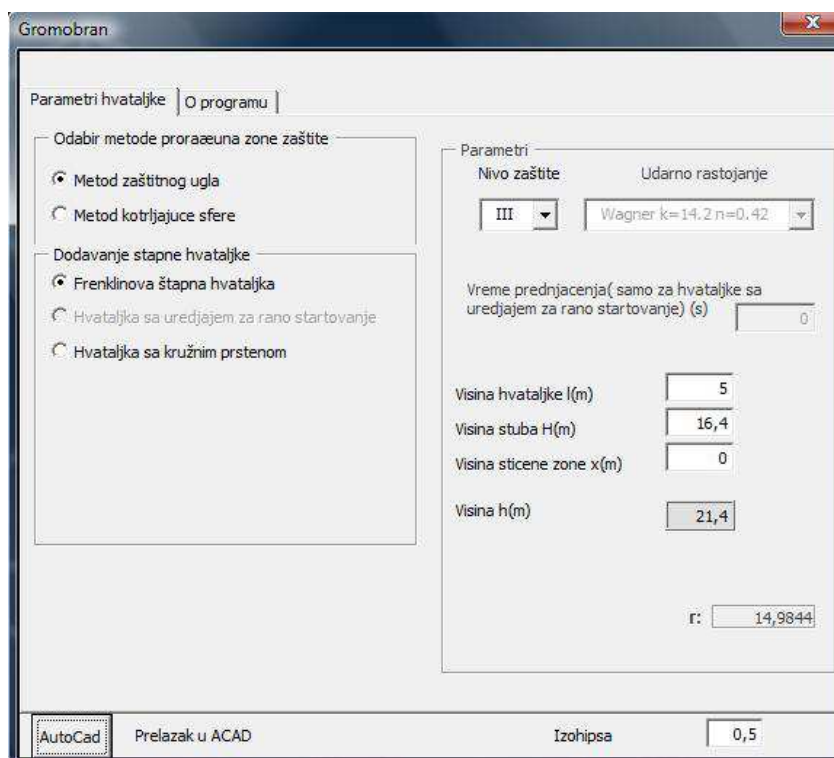 Gromobran
Parametri hvataljke
O programu
Odabir metode proraæuna zone zaštite
Metod zaštitnog ugla
Metod kotrljajuce sfere
Dodavanje stapne hvataljke
Frenklinova štapna hvataljka
Hvataljka sa uredjajem za rano startovanje
Hvataljka sa kružnim prstenom
Parametri
Nivo zaštite
Udarno rastojanje
III
Wagner k=14.2 n=0.42
Vreme prednjacenja( samo za hvataljke sa
uredjajem za rano startovanje) (s)
0
Visina hvataljke l(m)
5
Visina stuba H(m)
16,4
Visina sticene zone x(m)
0
Visina h(m)
21,4
r:
14,9844
AutoCad
Prelazak u ACAD
Izohipsa
0,5